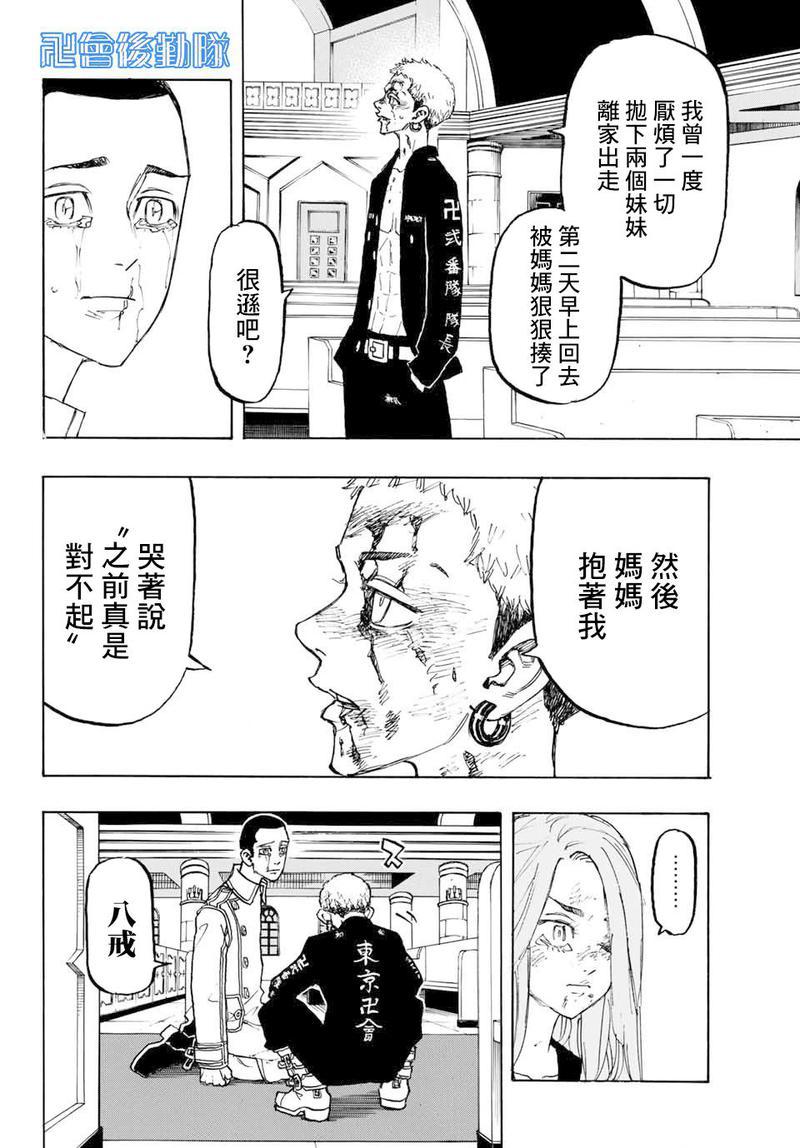 卍會後勤隊
我曾一度
厭煩了一切
拋下兩個妹妹
離家出走
第二天早上回去
被媽媽狠狠揍了
卍 弐番隊隊長
很遜吧?
然後
媽媽
抱著我
哭著說
〝之前真是
對不起〞
………
ス
八戒
東京卍會